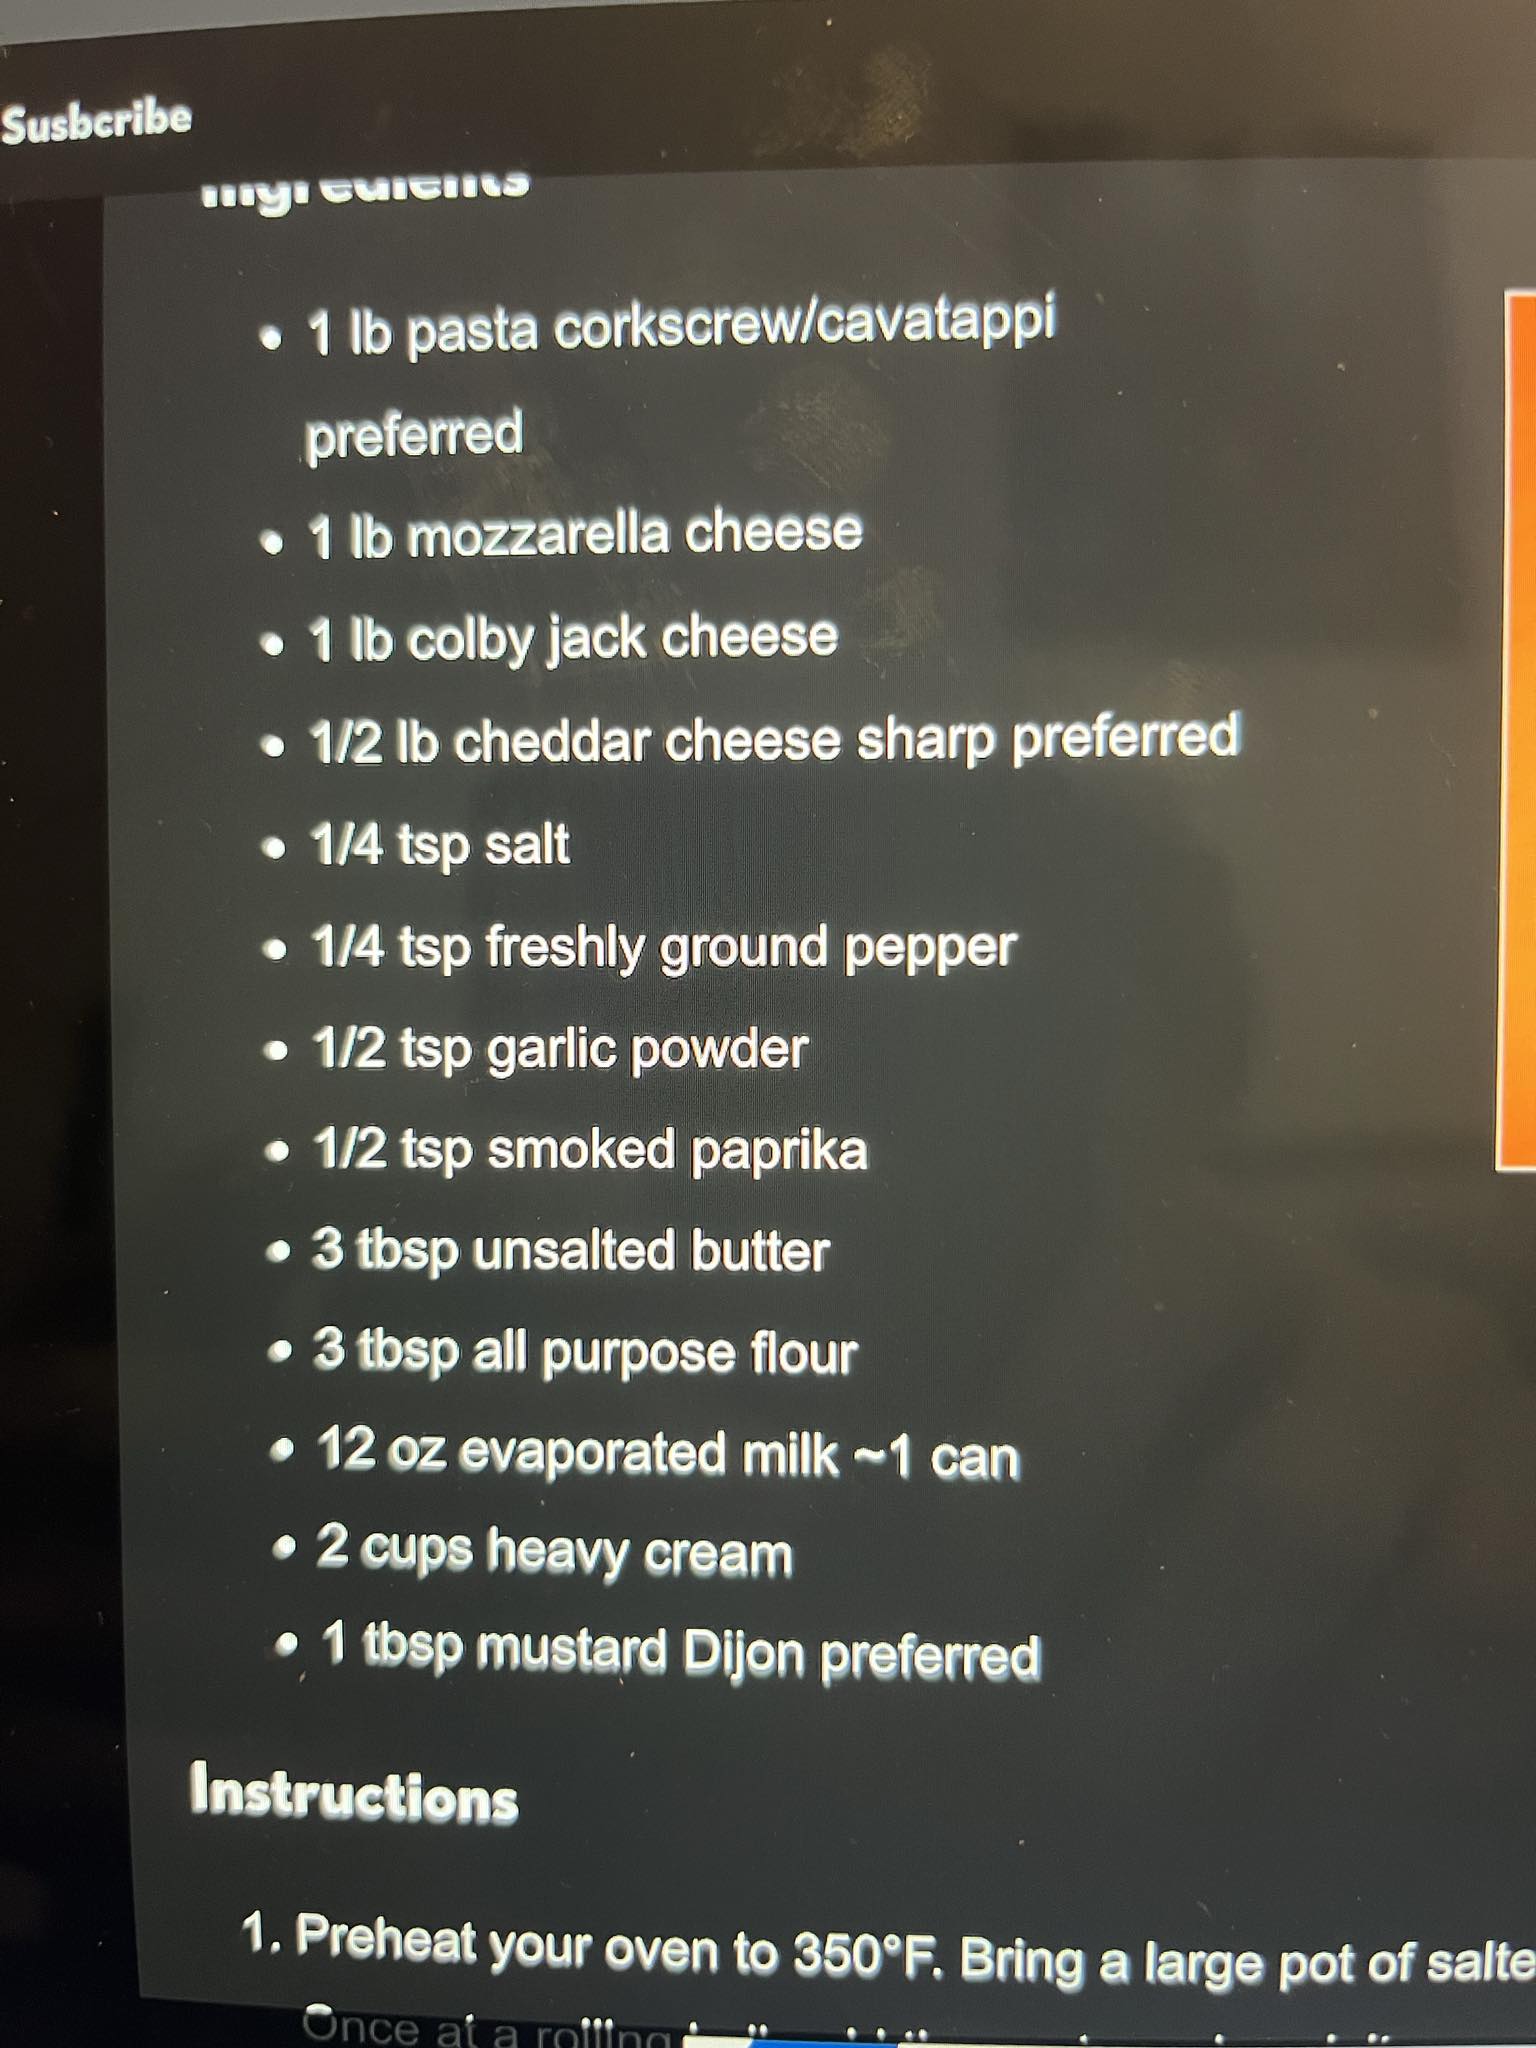 Susbcribe
Ingredients
• 1 lb pasta corkscrew/cavatappi
preferred
• 1 lb mozzarella cheese
• 1 lb colby jack cheese
• 1/2 lb cheddar cheese sharp preferred
• 1/4 tsp salt
• 1/4 tsp freshly ground pepper
• 1/2 tsp garlic powder
• 1/2 tsp smoked paprika
• 3 tbsp unsalted butter
• 3 tbsp all purpose flour
• 12 oz evaporated milk ~1 can
• 2 cups heavy cream
• 1 tbsp mustard Dijon preferred
Instructions
1. Preheat your oven to 350°F. Bring a large pot of salte
Once at a rolling